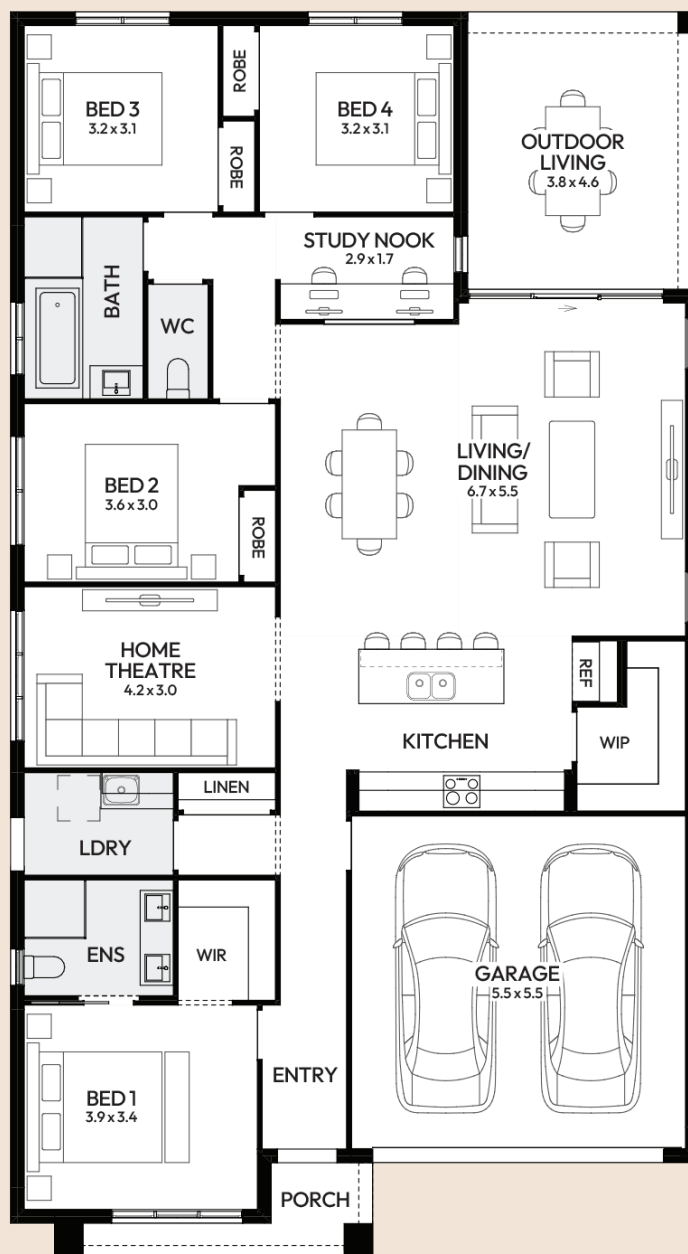 BED 3
3.2 x 3.1
ROBE
ROBE
BED 4
3.2 x 3.1
OUTDOOR
LIVING
3.8 x 4.6
STUDY NOOK
2.9 x 1.7
BATH
WC
LIVING/
DINING
6.7 x 5.5
BED 2
3.6 x 3.0
ROBE
HOME
THEATRE
4.2 x 3.0
REF
KITCHEN
WIP
LINEN
LDRY
ENS
WIR
GARAGE
5.5 x 5.5
BED 1
3.9 x 3.4
ENTRY
PORCH